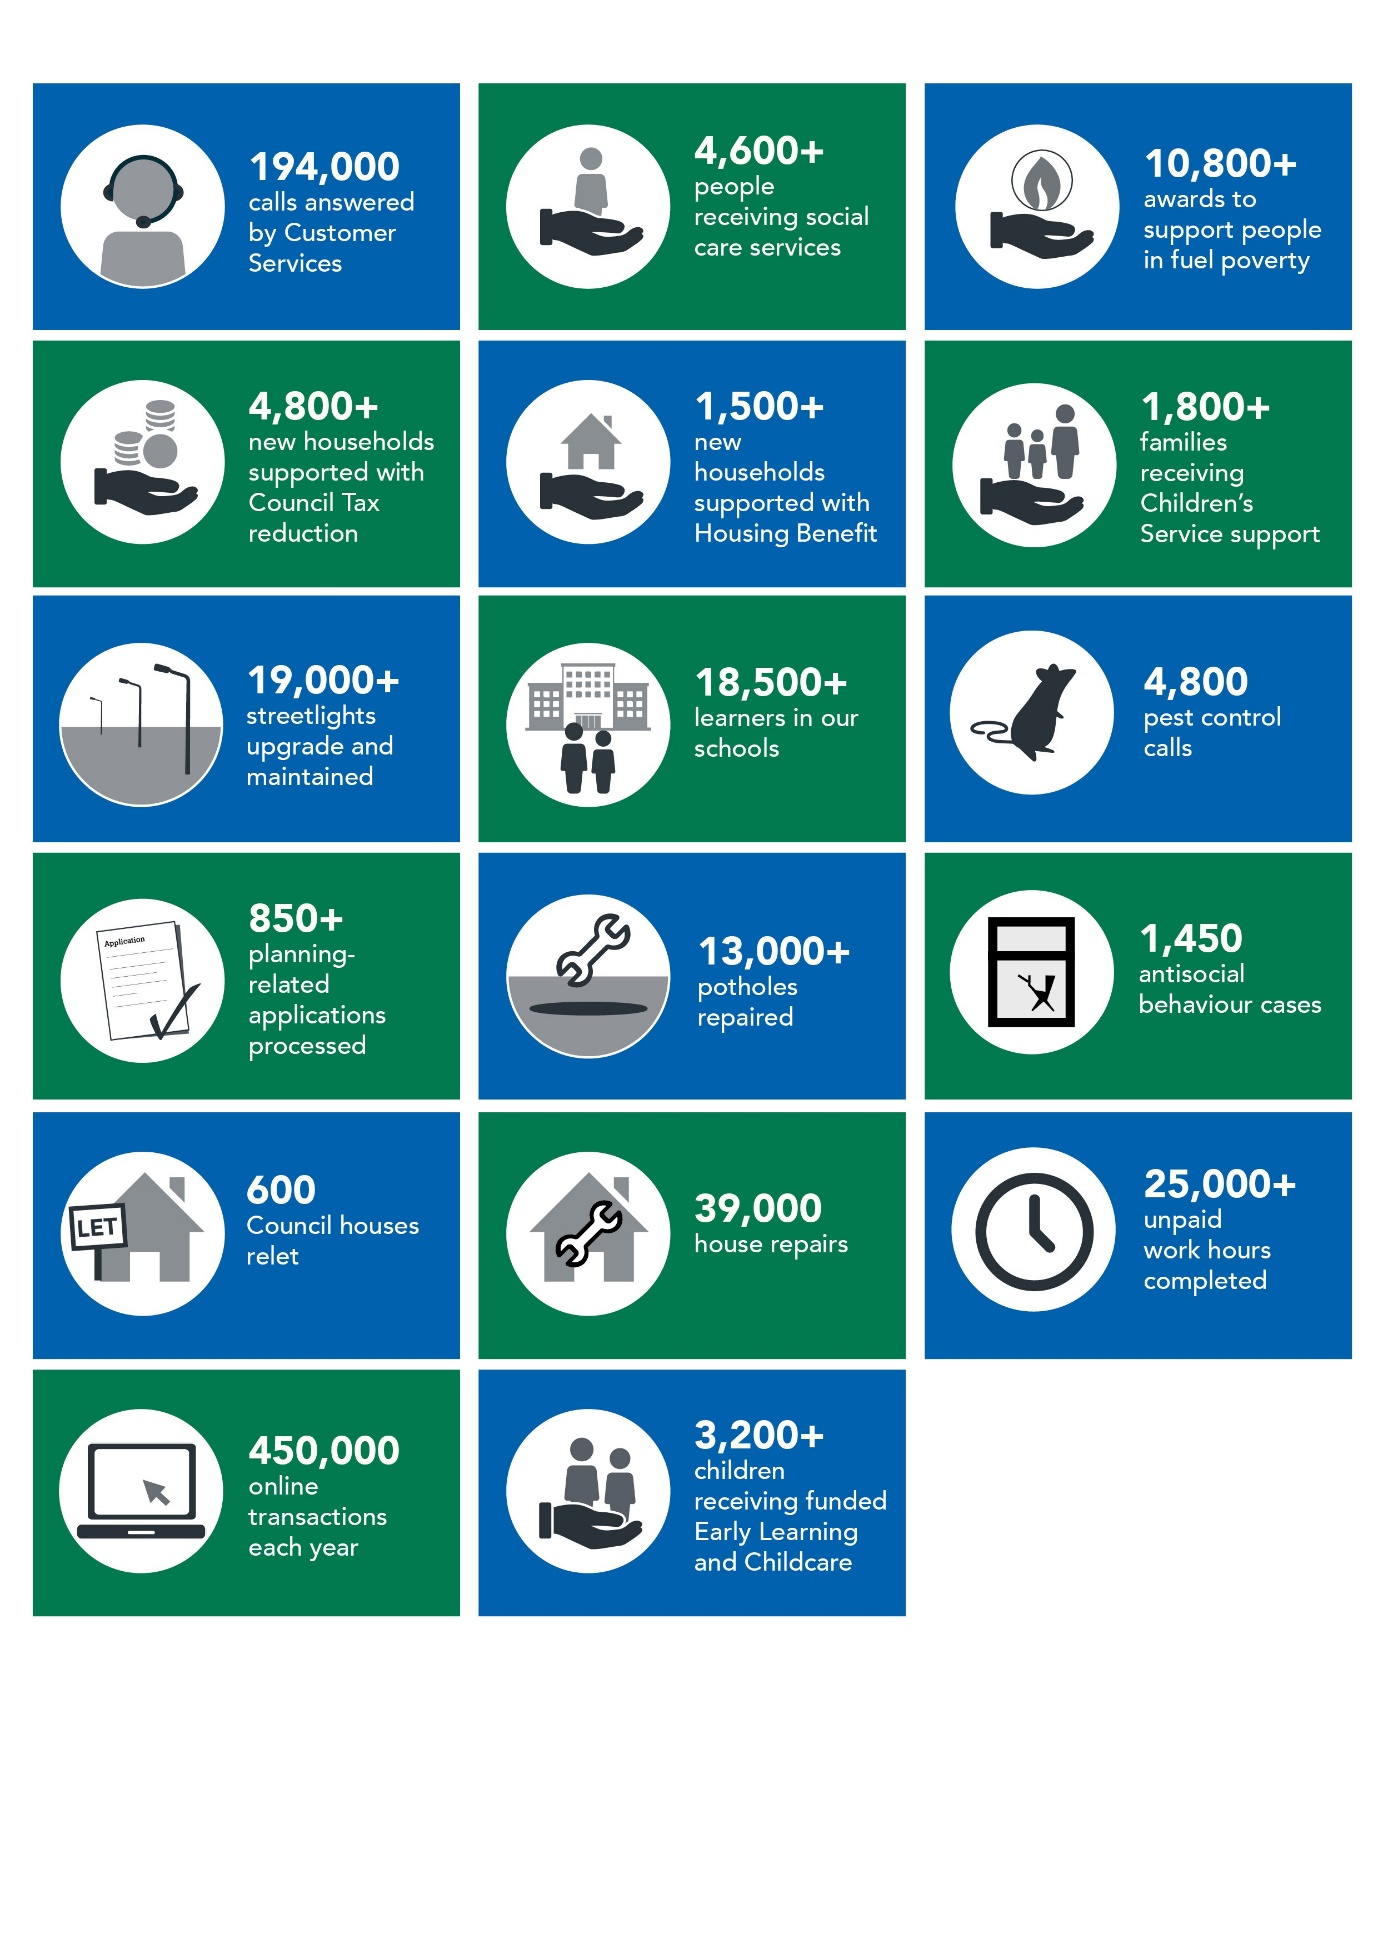 194,000
calls answered
by Customer
Services
4,600+
people
receiving social
care services
10,800+
awards to
support people
in fuel poverty
4,800+
new households
supported with
Council Tax
reduction
1,500+
new
households
supported with
Housing Benefit
1,800+
families
receiving
Children’s
Service support
19,000+
streetlights
upgrade and
maintained
18,500+
learners in our
schools
4,800
pest control
calls
Application
850+
planning-
related
applications
processed
13,000+
potholes
repaired
1,450
antisocial
behaviour cases
LET
600
Council houses
relet
39,000
house repairs
25,000+
unpaid
work hours
completed
450,000
online
transactions
each year
3,200+
children
receiving funded
Early Learning
and Childcare